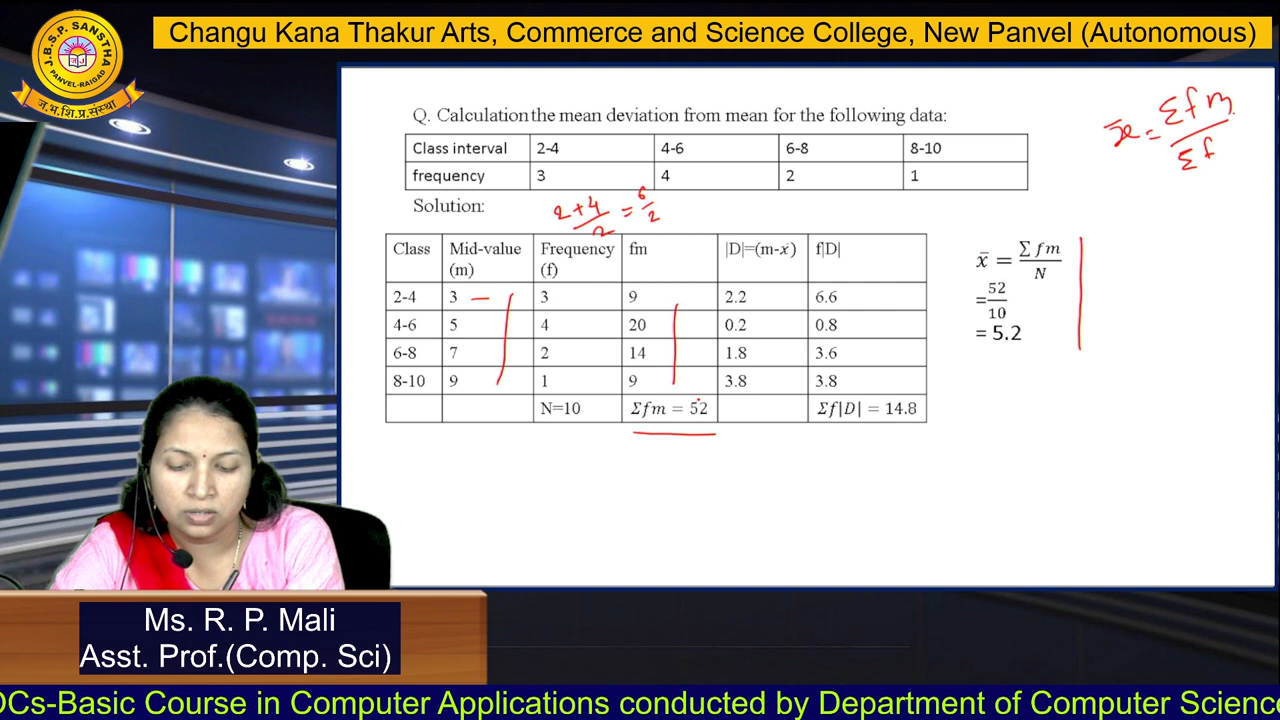 Changu Kana Thakur Arts, Commerce and Science College, New Panvel (Autonomous)
J.B.S.P. SANSTHA
PANVEL-RAIGAD
ज.भ.शि.प्र.संस्था
Q. Calculation the mean deviation from mean for the following data:
Class interval 2-4 4-6 6-8 8-10
frequency 3 4 2 1
x̄ = Σfm / Σf
Solution:
2+4/2 = 6/2
Class Mid-value (m) Frequency (f) fm |D|=(m-x̄) f|D|
2-4 3 3 9 2.2 6.6
4-6 5 4 20 0.2 0.8
6-8 7 2 14 1.8 3.6
8-10 9 1 9 3.8 3.8
N=10 Σfm = 52 Σf|D| = 14.8
x̄ = ∑fm / N
= 52/10
= 5.2
Ms. R. P. Mali
Asst. Prof.(Comp. Sci)
OCs-Basic Course in Computer Applications conducted by Department of Computer Science